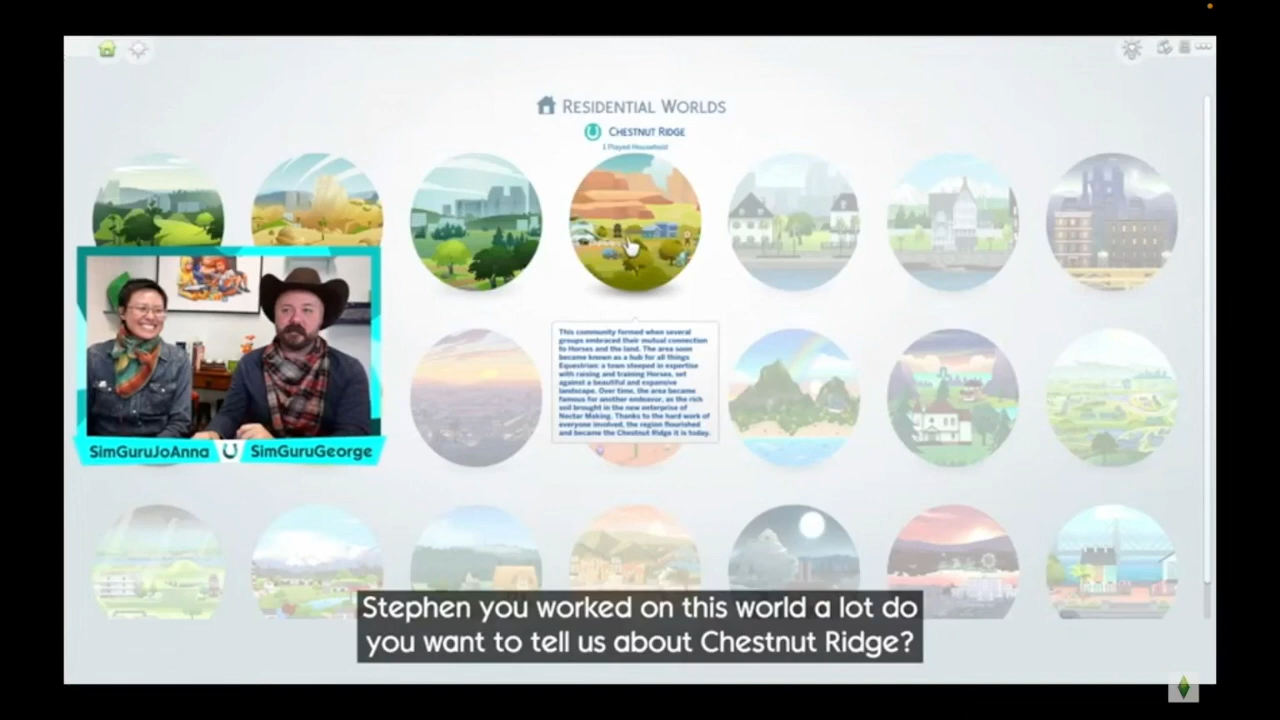 RESIDENTIAL WORLDS
CHESTNUT RIDGE
1 Played Household
This community formed when several
groups embraced their mutual connection
to Horses and the land. The area soon
became known as a hub for all things
Equestrian: a town steeped in expertise
with raising and training Horses, set
against a beautiful and expansive
landscape. Over time, the area became
famous for another endeavor, as the rich
soil brought in the new enterprise of
Nectar Making. Thanks to the hard work of
everyone involved, the region flourished
and became the Chestnut Ridge it is today.
SimGuruJoAnna SimGuruGeorge
Stephen you worked on this world a lot do
you want to tell us about Chestnut Ridge?